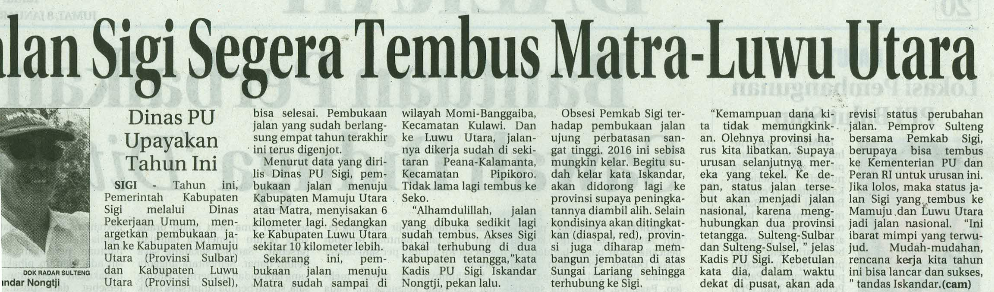 alan Sigi Segera Tembus Matra-Luwu Utara
DOK RADAR SULTENG
andar Nongtji
Dinas PU
Upayakan
Tahun Ini
SIGI - Tahun ini,
Pemerintah Kabupaten
Sigi melalui Dinas
Pekerjaan Umum, men-
argetkan pembukaan ja-
lan ke Kabupaten Mamuju
Utara (Provinsi Sulbar)
dan Kabupaten Luwu
Utara (Provinsi Sulsel),
bisa selesai. Pembukaan
jalan yang sudah berlang-
sung empat tahun terakhir
ini terus digenjot.
Menurut data yang diri-
lis Dinas PU Sigi, pem-
bukaan jalan menuju
Kabupaten Mamuju Utara
atau Matra, menyisakan 6
kilometer lagi. Sedangkan
ke Kabupaten Luwu Utara
sekitar 10 kilometer lebih.
Sekarang ini, pem-
bukaan jalan menuju
Matra sudah sampai di
wilayah Momi-Banggaiba,
Kecamatan Kulawi. Dan
ke Luwu Utara, jalan-
nya dikerja sudah di seki-
taran Peana-Kalamanta,
Kecamatan Pipikoro.
Tidak lama lagi tembus ke
Seko.
"Alhamdulillah, jalan
yang dibuka sedikit lagi
sudah tembus. Akses Sigi
bakal terhubung di dua
kabupaten tetangga,"kata
Kadis PU Sigi Iskandar
Nongtji, pekan lalu.
Obsesi Pemkab Sigi ter-
hadap pembukaan jalan
ujung perbatasan san-
gat tinggi. 2016 ini sebisa
mungkin kelar. Begitu su-
dah kelar kata Iskandar,
akan didorong lagi ke
provinsi supaya peningka-
tannya diambil alih. Selain
kondisinya akan ditingkat-
kan (diaspal, red), provin-
si juga diharap mem-
bangun jembatan di atas
Sungai Lariang sehingga
terhubung ke Sigi.
"Kemampuan dana ki-
ta tidak memungkink-
an. Olehnya provinsi ha-
rus kita libatkan. Supaya
urusan selanjutnya mer-
eka yang tekel. Ke de-
pan, status jalan terse-
but akan menjadi jalan
nasional, karena meng-
hubungkan dua provinsi
tetangga. Sulteng-Sulbar
dan Sulteng-Sulsel, " jelas
Kadis PU Sigi. Kebetulan
kata dia, dalam waktu
dekat di pusat, akan ada
revisi status perubahan
jalan. Pemprov Sulteng
bersama Pemkab Sigi,
berupaya bisa tembus
ke Kementerian PU dan
Peran RI untuk urusan ini.
Jika lolos, maka status ja-
lan Sigi yang tembus ke
Mamuju dan Luwu Utara
jadi jalan nasional. "Ini
ibarat mimpi yang terwu-
jud. Mudah-mudahan,
rencana kerja kita tahun
ini bisa lancar dan sukses,
" tandas Iskandar.(cam)